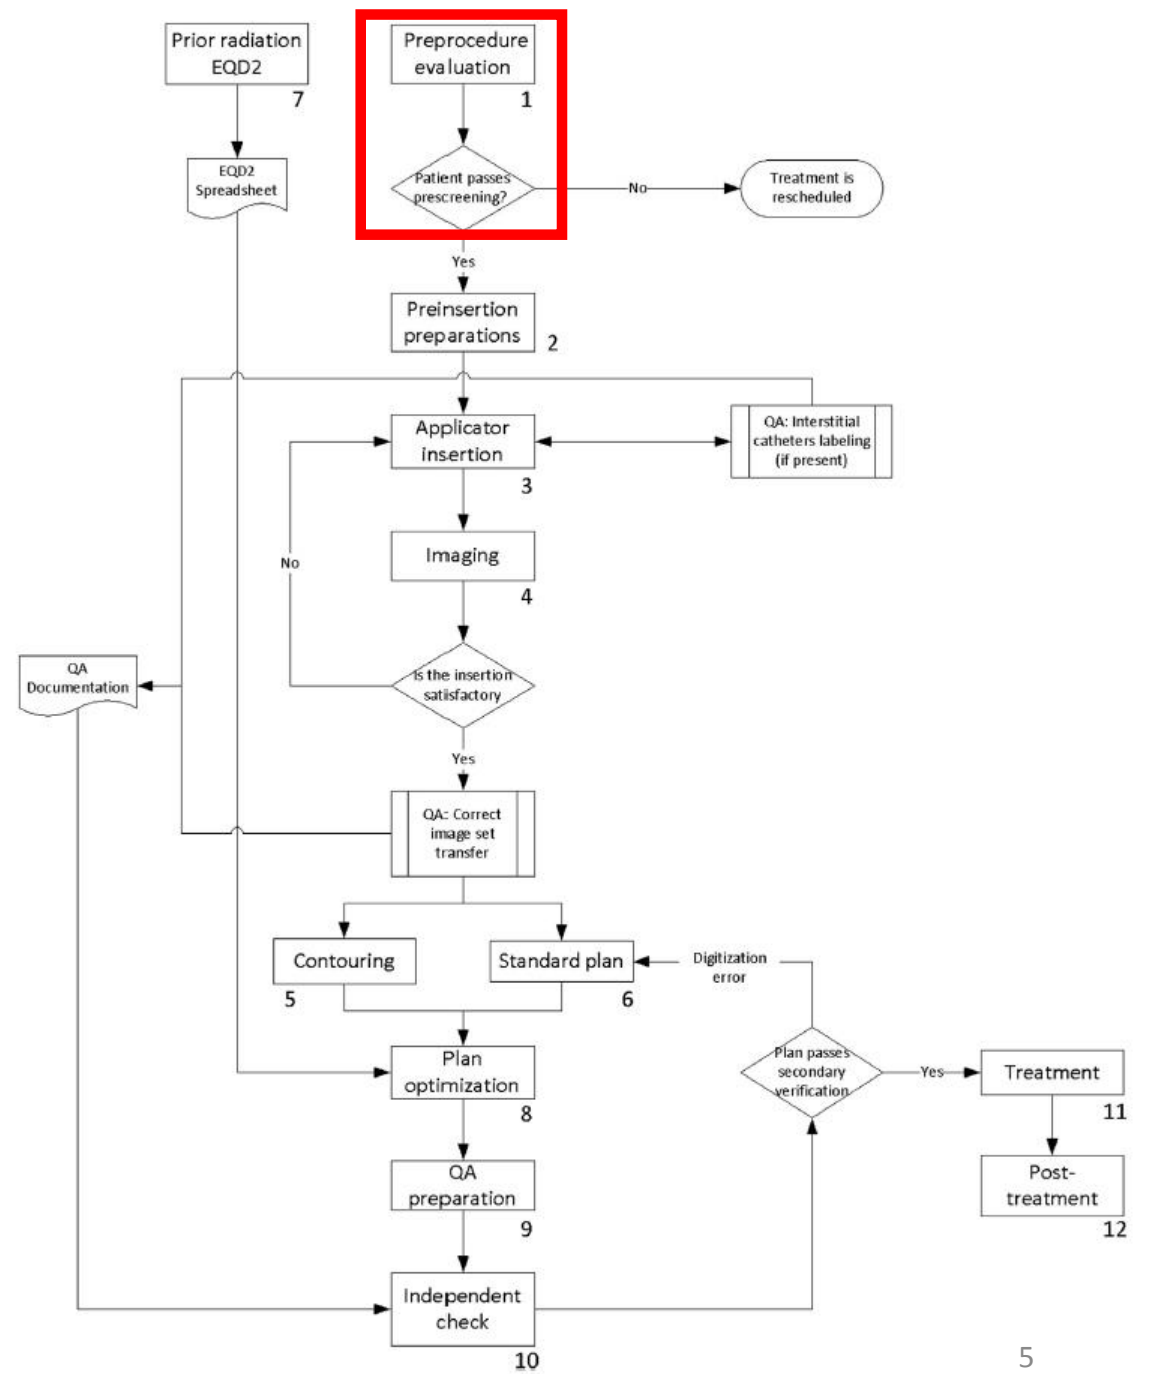 Prior radiation
EQD2
7
Preprocedure
evaluation
1
EQD2
Spreadsheet
Patient passes
prescreening?
No
Treatment is
rescheduled
Yes
Preinsertion
preparations
2
Applicator
insertion
3
QA: Interstitial
catheters labeling
(if present)
Imaging
4
No
Is the insertion
satisfactory
QA
Documentation
Yes
QA: Correct
image set
transfer
Contouring
5
Standard plan
6
Digitization
error
Plan
optimization
8
Plan passes
secondary
verification
Yes
Treatment
11
QA
preparation
9
Post-
treatment
12
Independent
check
10
5